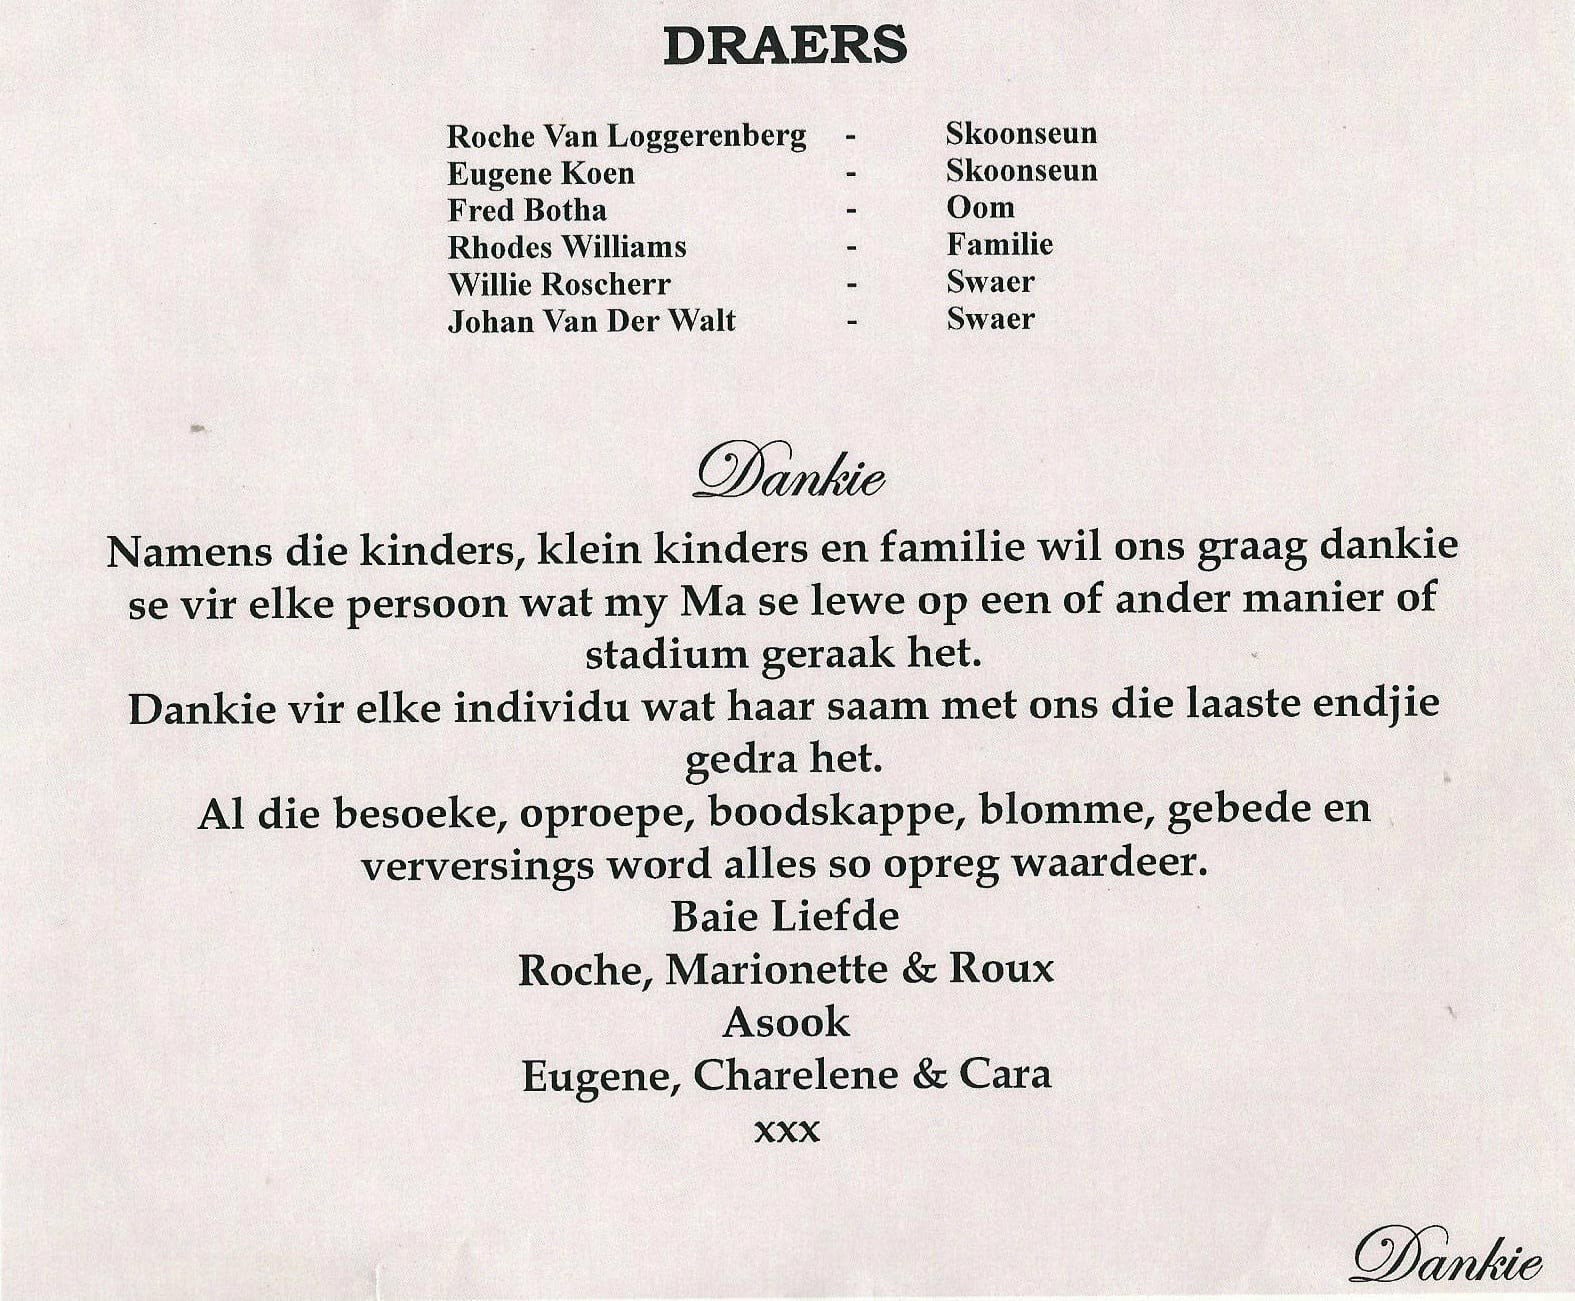 DRAERS
Roche Van Loggerenberg - Skoonseun
Eugene Koen - Skoonseun
Fred Botha - Oom
Rhodes Williams - Familie
Willie Roscherr - Swaer
Johan Van Der Walt - Swaer
Dankie
Namens die kinders, klein kinders en familie wil ons graag dankie
se vir elke persoon wat my Ma se lewe op een of ander manier of
stadium geraak het.
Dankie vir elke individu wat haar saam met ons die laaste endjie
gedra het.
Al die besoeke, oproepe, boodskappe, blomme, gebede en
verversings word alles so opreg waardeer.
Baie Liefde
Roche, Marionette & Roux
Asook
Eugene, Charelene & Cara
xxx
Dankie